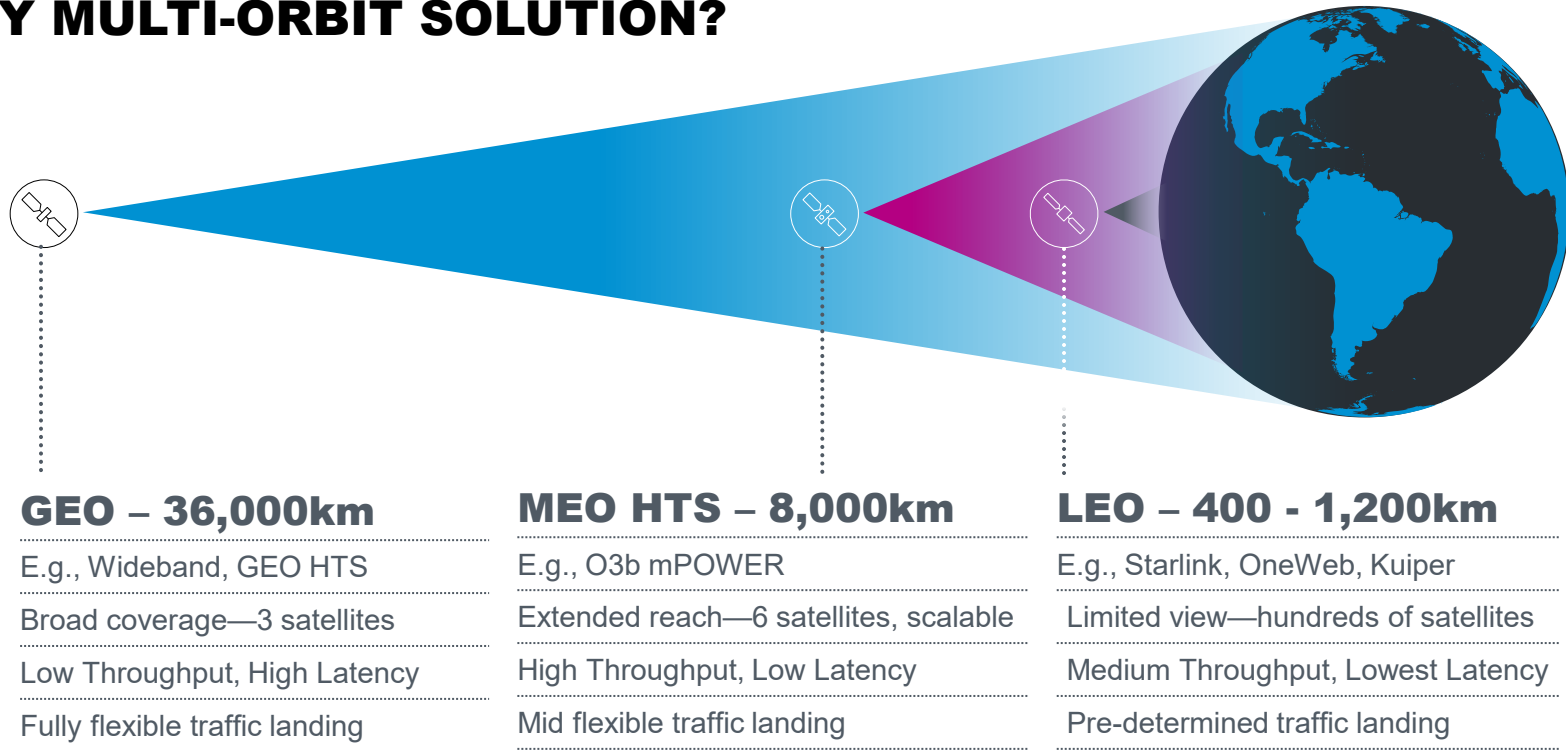 Y MULTI-ORBIT SOLUTION?
GEO – 36,000km
E.g., Wideband, GEO HTS
Broad coverage—3 satellites
Low Throughput, High Latency
Fully flexible traffic landing
MEO HTS – 8,000km
E.g., O3b mPOWER
Extended reach—6 satellites, scalable
High Throughput, Low Latency
Mid flexible traffic landing
LEO – 400 - 1,200km
E.g., Starlink, OneWeb, Kuiper
Limited view—hundreds of satellites
Medium Throughput, Lowest Latency
Pre-determined traffic landing